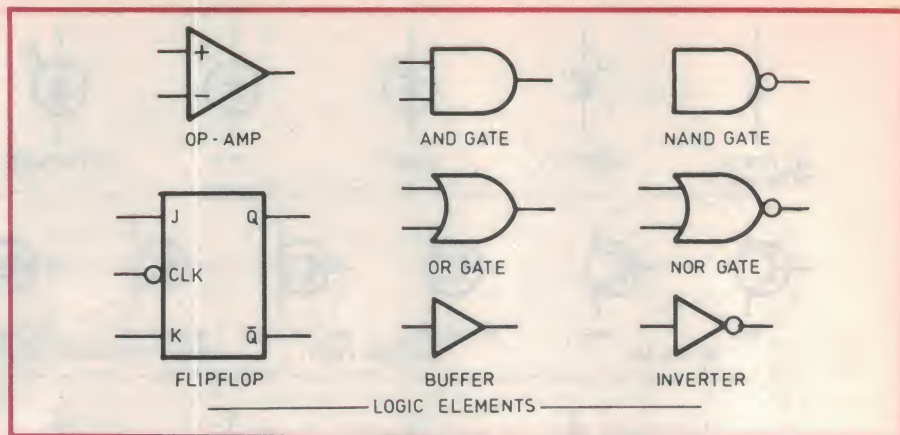 +
−
OP-AMP
AND GATE
NAND GATE
J Q
CLK
K Q̄
OR GATE
NOR GATE
FLIPFLOP
BUFFER
INVERTER
LOGIC ELEMENTS